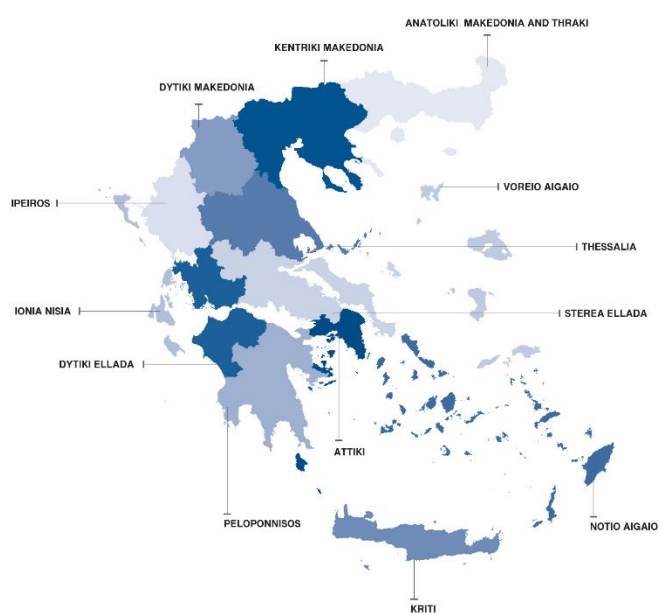 ANATOLIKI MAKEDONIA AND THRAKI
KENTRIKI MAKEDONIA
DYTIKI MAKEDONIA
VOREIO AIGAIO
IPEIROS
THESSALIA
IONIA NISIA
STEREA ELLADA
DYTIKI ELLADA
ATTIKI
PELOPONNISOS
NOTIO AIGAIO
KRITI